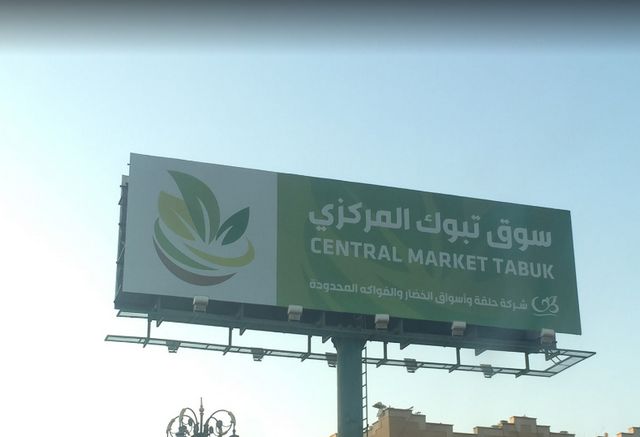 سوق تبوك المركزي
CENTRAL MARKET TABUK
شركة حلقة وأسواق الخضار والفواكه المحدودة